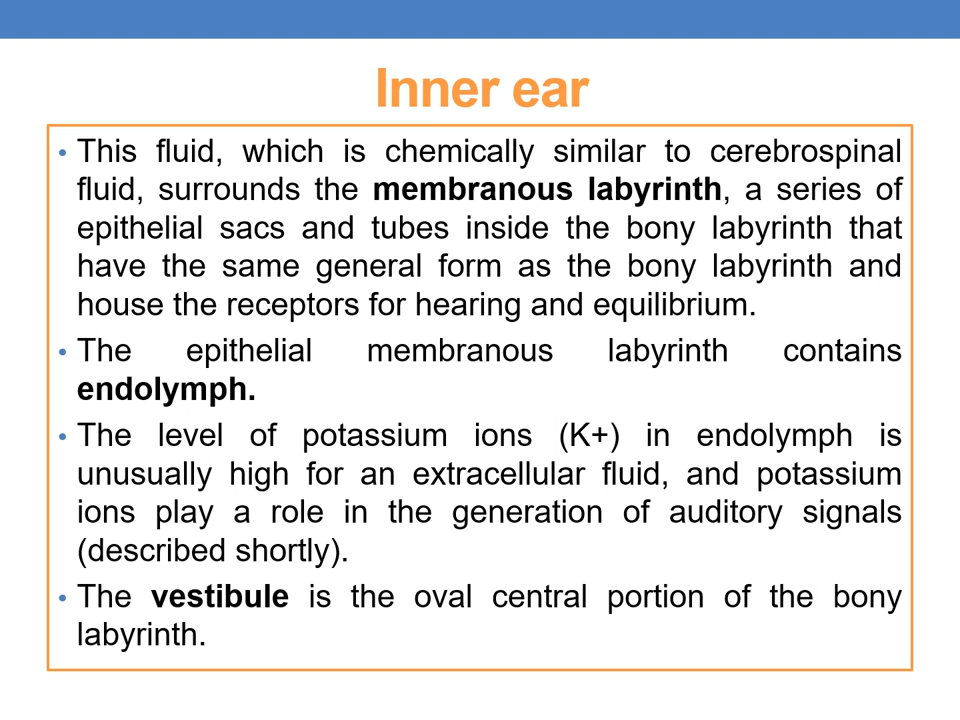 Inner ear
• This fluid, which is chemically similar to cerebrospinal
fluid, surrounds the membranous labyrinth, a series of
epithelial sacs and tubes inside the bony labyrinth that
have the same general form as the bony labyrinth and
house the receptors for hearing and equilibrium.
• The epithelial membranous labyrinth contains
endolymph.
• The level of potassium ions (K+) in endolymph is
unusually high for an extracellular fluid, and potassium
ions play a role in the generation of auditory signals
(described shortly).
• The vestibule is the oval central portion of the bony
labyrinth.